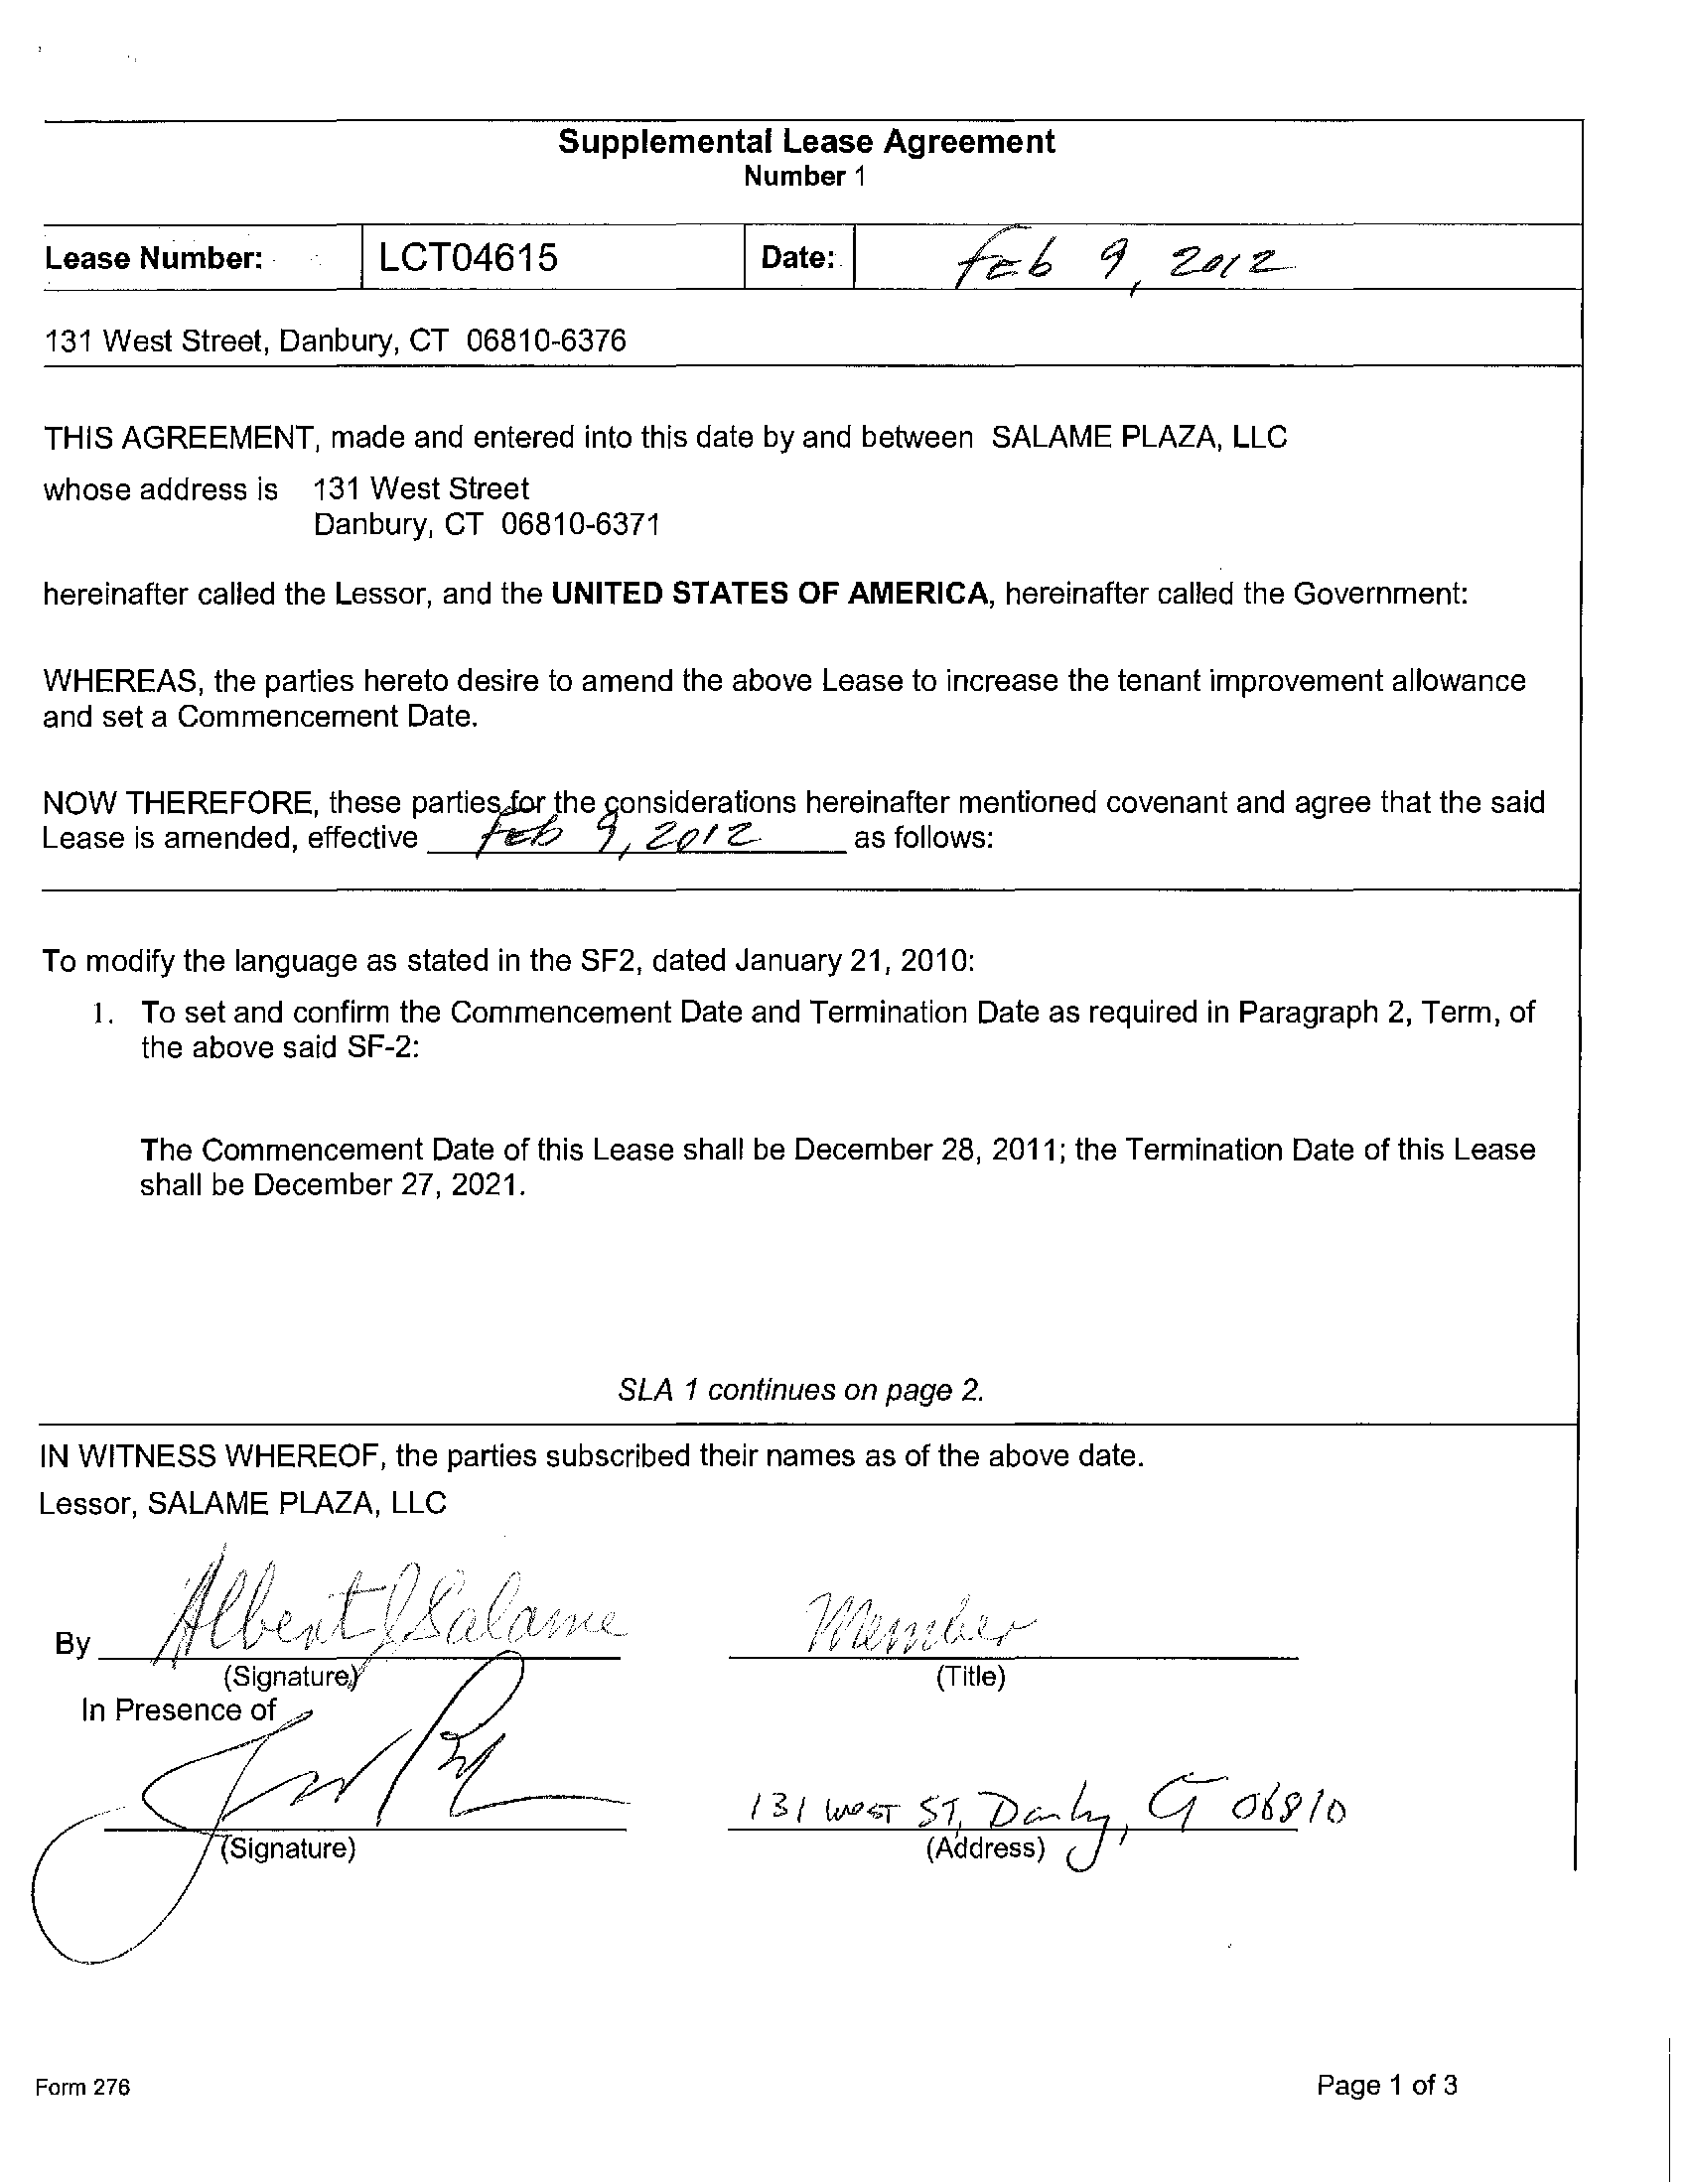 Supplemental Lease Agreement
Number 1
Lease Number: LCT04615 Date: Feb 9, 2012
131 West Street, Danbury, CT 06810-6376
THIS AGREEMENT, made and entered into this date by and between SALAME PLAZA, LLC
whose address is 131 West Street
Danbury, CT 06810-6371
hereinafter called the Lessor, and the UNITED STATES OF AMERICA, hereinafter called the Government:
WHEREAS, the parties hereto desire to amend the above Lease to increase the tenant improvement allowance
and set a Commencement Date.
NOW THEREFORE, these parties for the considerations hereinafter mentioned covenant and agree that the said
Lease is amended, effective Feb 9, 2012 as follows:
To modify the language as stated in the SF2, dated January 21, 2010:
1. To set and confirm the Commencement Date and Termination Date as required in Paragraph 2, Term, of
the above said SF-2:
The Commencement Date of this Lease shall be December 28, 2011; the Termination Date of this Lease
shall be December 27, 2021.
SLA 1 continues on page 2.
IN WITNESS WHEREOF, the parties subscribed their names as of the above date.
Lessor, SALAME PLAZA, LLC
By Albert J Salame Member
(Signature) (Title)
In Presence of
131 WEST ST, Danbury, CT 06810
(Signature) (Address)
Form 276 Page 1 of 3